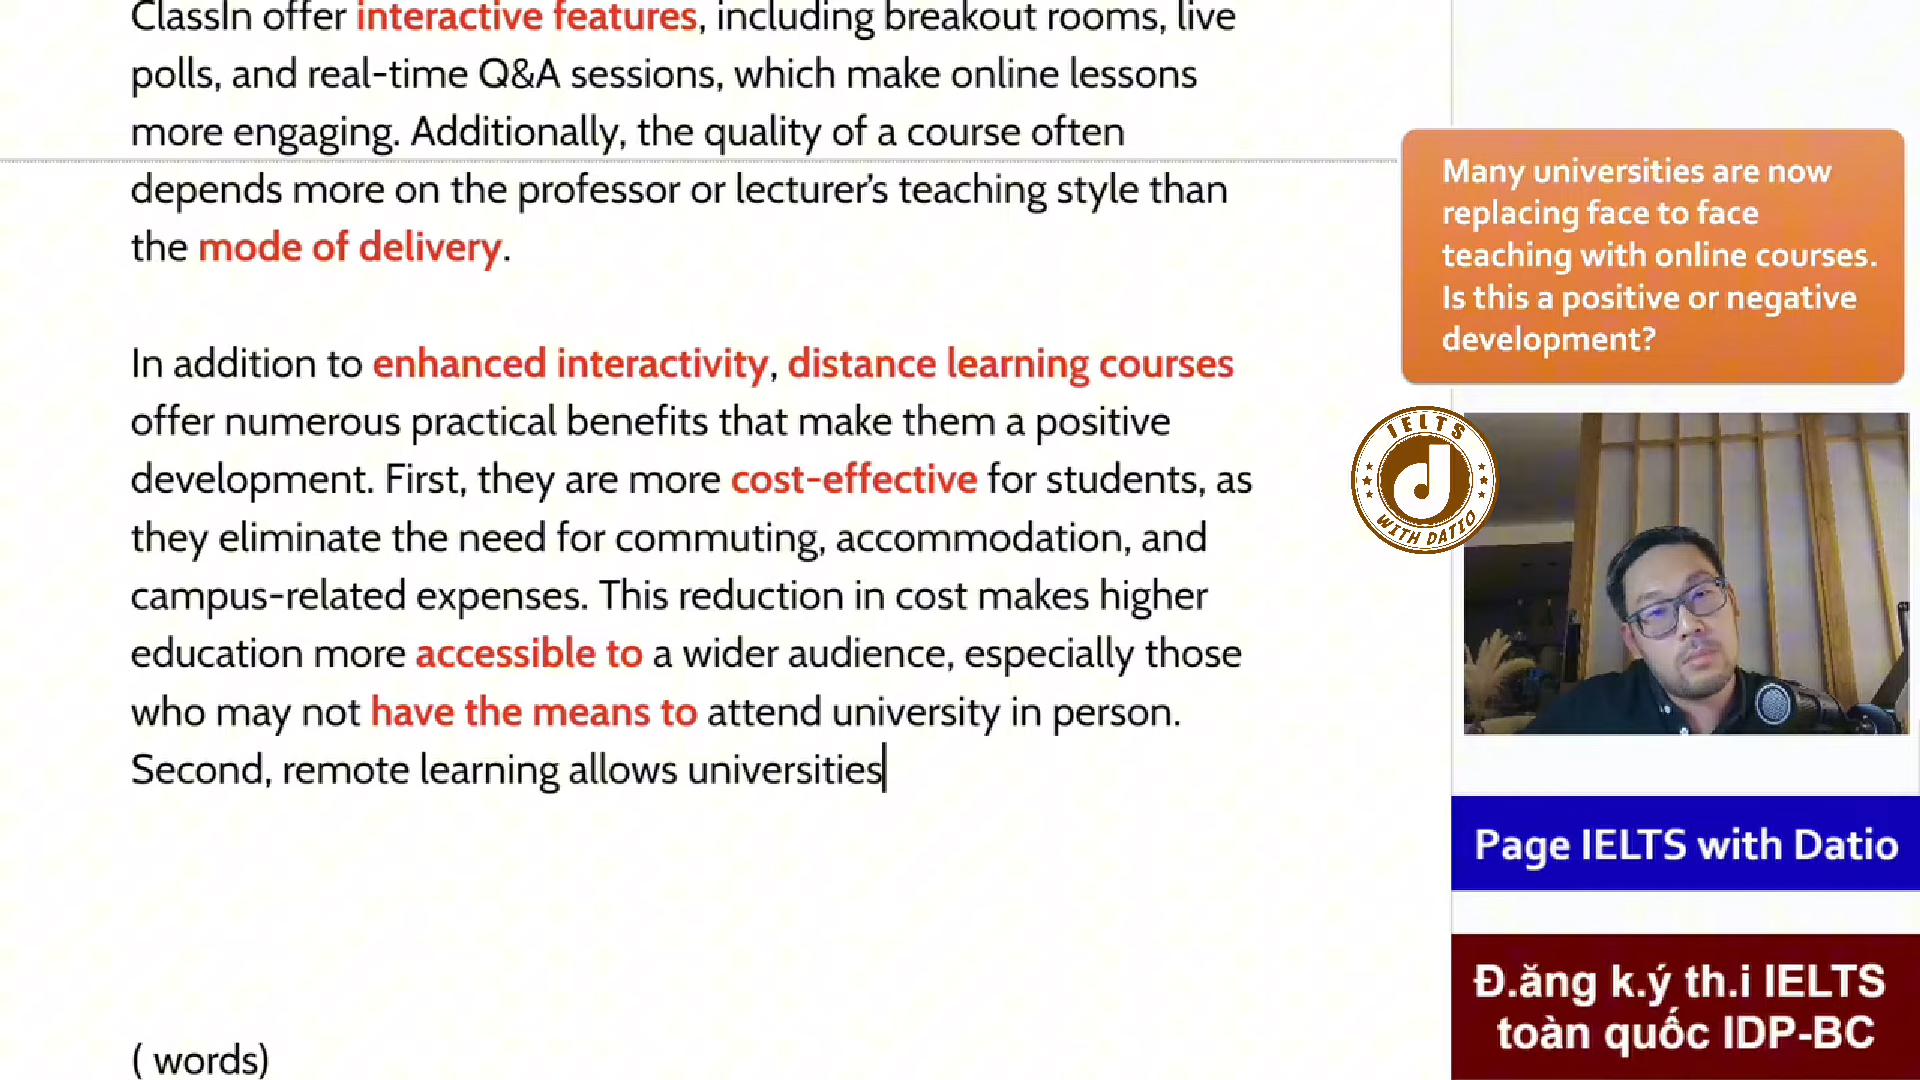 ClassIn offer interactive features, including breakout rooms, live
polls, and real-time Q&A sessions, which make online lessons
more engaging. Additionally, the quality of a course often
depends more on the professor or lecturer's teaching style than
the mode of delivery.
In addition to enhanced interactivity, distance learning courses
offer numerous practical benefits that make them a positive
development. First, they are more cost-effective for students, as
they eliminate the need for commuting, accommodation, and
campus-related expenses. This reduction in cost makes higher
education more accessible to a wider audience, especially those
who may not have the means to attend university in person.
Second, remote learning allows universities
( words)
Many universities are now
replacing face to face
teaching with online courses.
Is this a positive or negative
development?
IELTS
WITH DATIO
Page IELTS with Datio
Đ.ăng k.ý th.i IELTS
toàn quốc IDP-BC